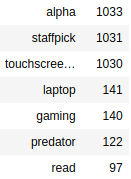 alpha 1033
staffpick 1031
touchscree... 1030
laptop 141
gaming 140
predator 122
read 97